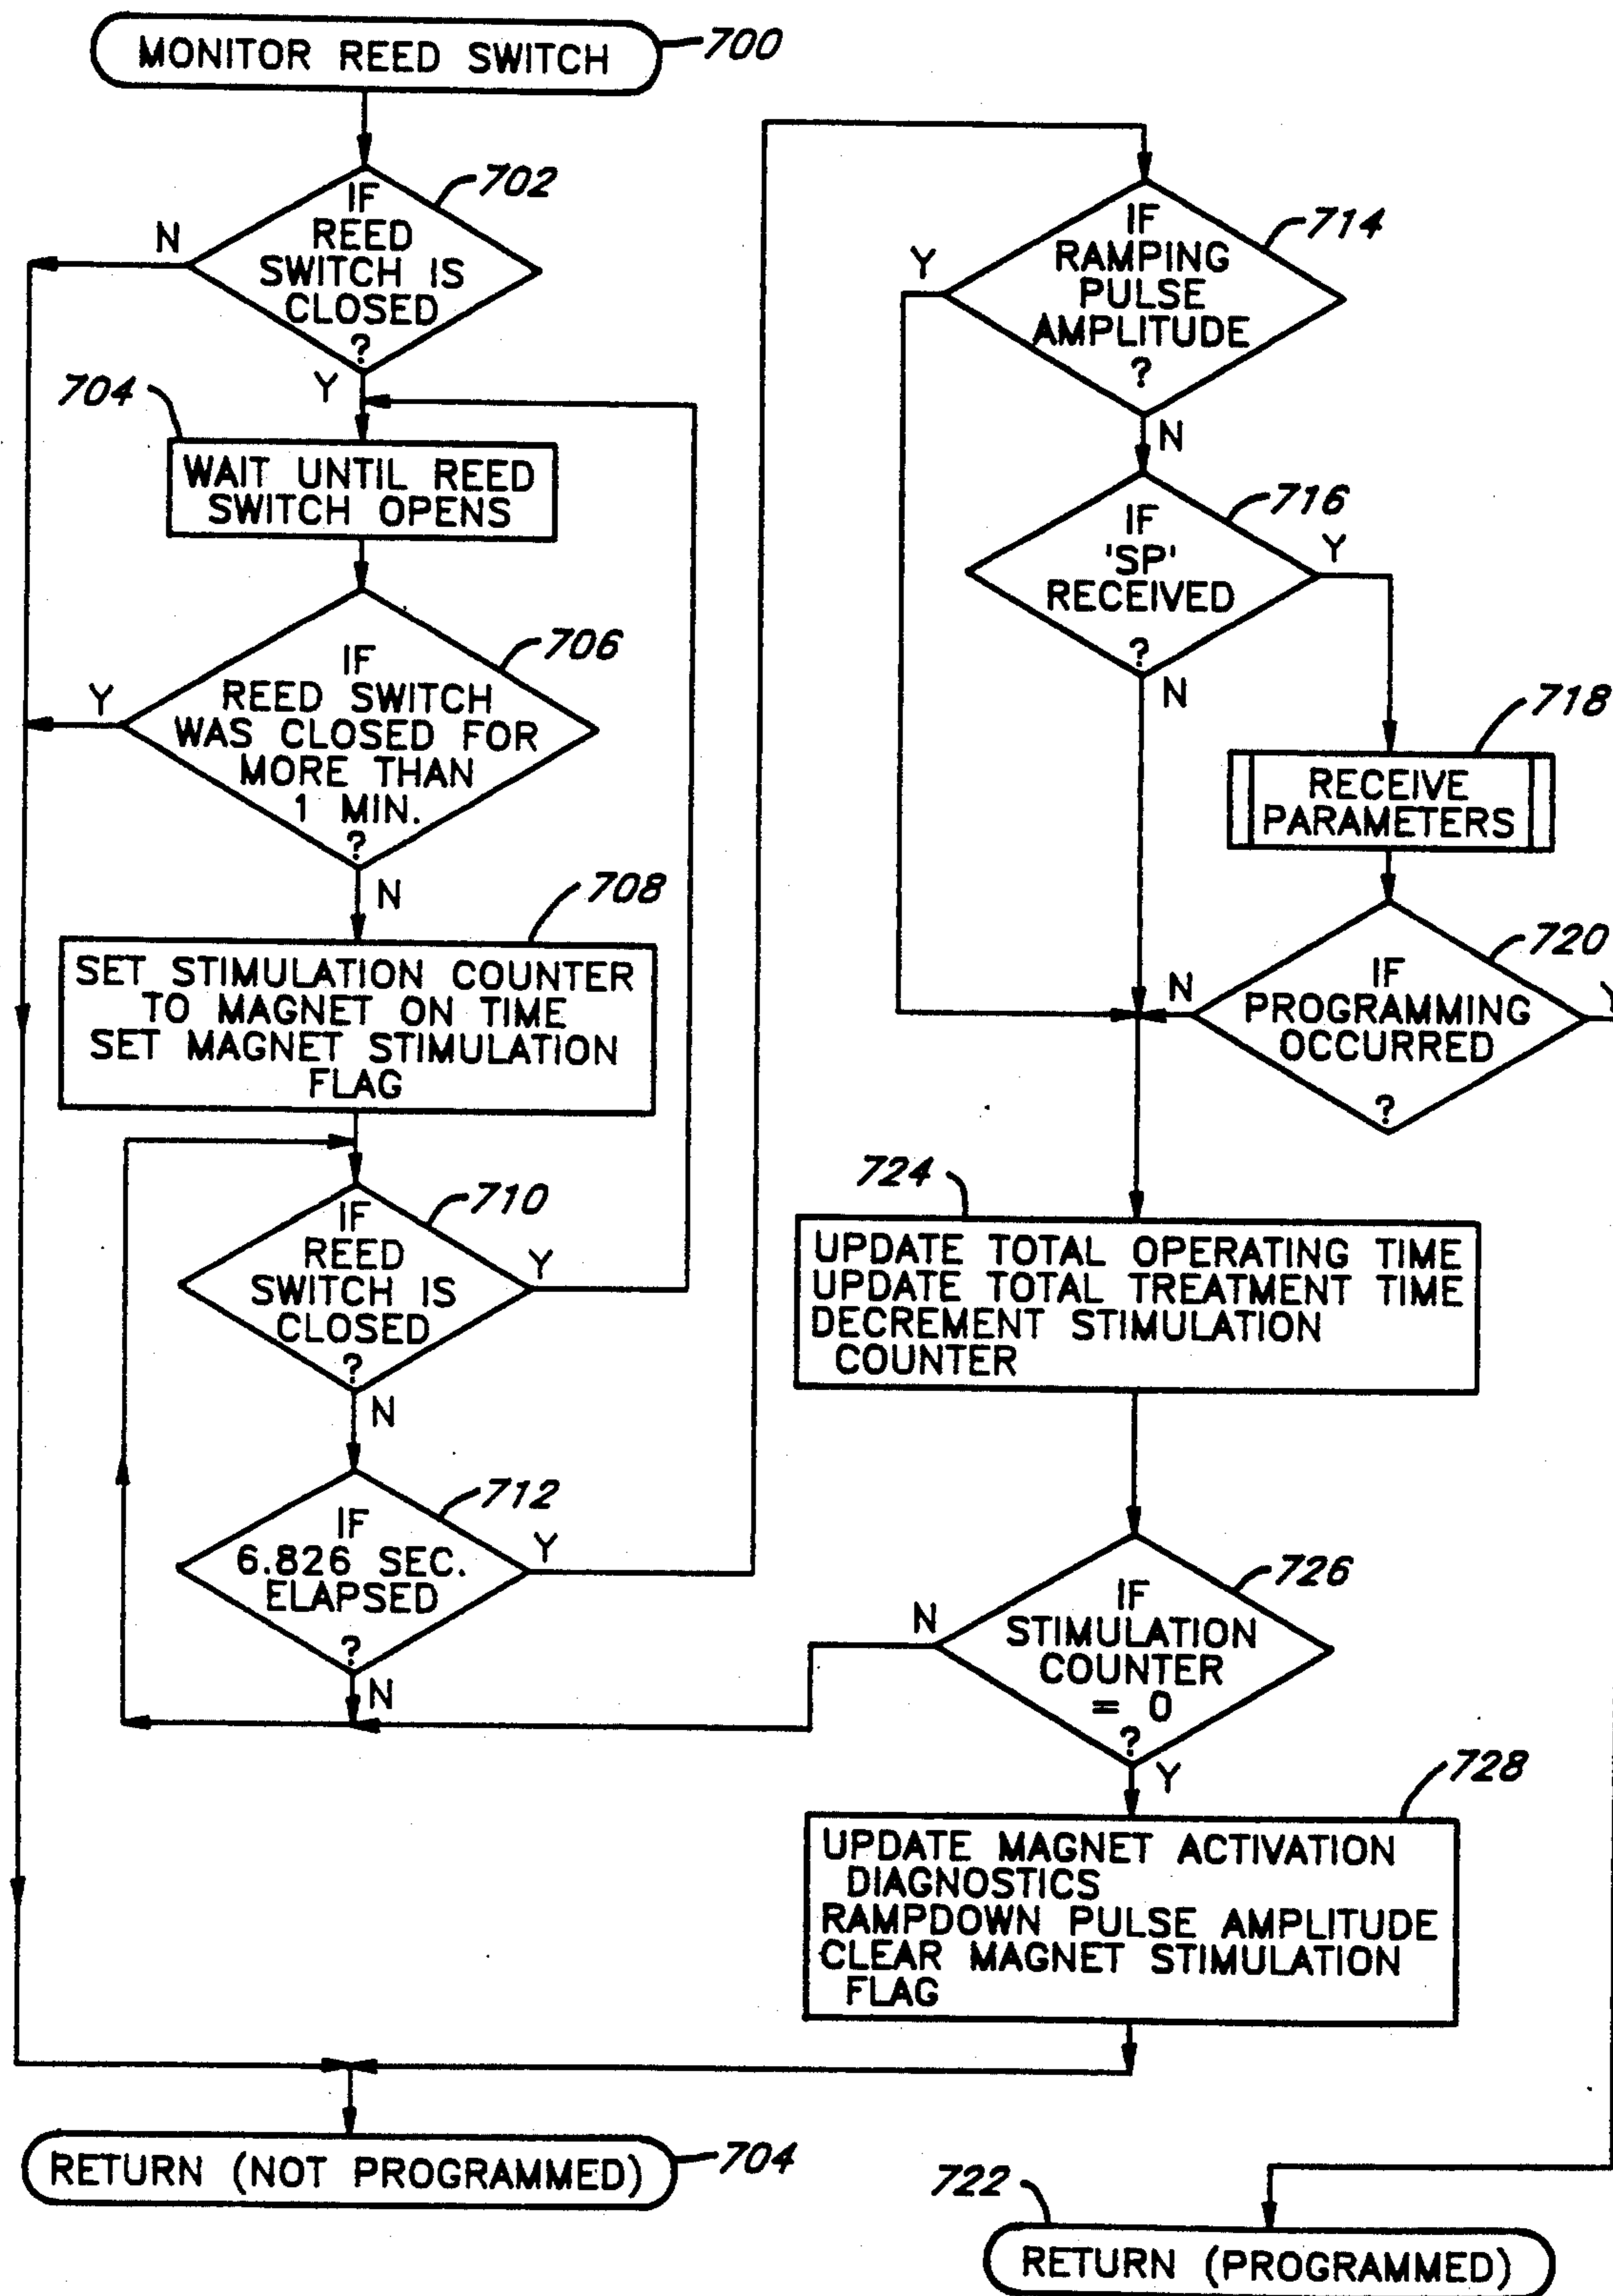 MONITOR REED SWITCH
700
IF
REED
SWITCH IS
CLOSED
?
702
N
Y
704
WAIT UNTIL REED
SWITCH OPENS
IF
REED SWITCH
WAS CLOSED FOR
MORE THAN
1 MIN.
?
706
Y
N
708
SET STIMULATION COUNTER
TO MAGNET ON TIME
SET MAGNET STIMULATION
FLAG
IF
REED
SWITCH IS
CLOSED
?
710
Y
N
IF
6.826 SEC.
ELAPSED
?
712
Y
N
IF
RAMPING
PULSE
AMPLITUDE
?
714
Y
N
IF
'SP'
RECEIVED
?
716
Y
N
718
RECEIVE
PARAMETERS
IF
PROGRAMMING
OCCURRED
?
720
N
Y
724
UPDATE TOTAL OPERATING TIME
UPDATE TOTAL TREATMENT TIME
DECREMENT STIMULATION
COUNTER
IF
STIMULATION
COUNTER
= 0
?
726
N
Y
728
UPDATE MAGNET ACTIVATION
DIAGNOSTICS
RAMPDOWN PULSE AMPLITUDE
CLEAR MAGNET STIMULATION
FLAG
RETURN (NOT PROGRAMMED)
704
722
RETURN (PROGRAMMED)